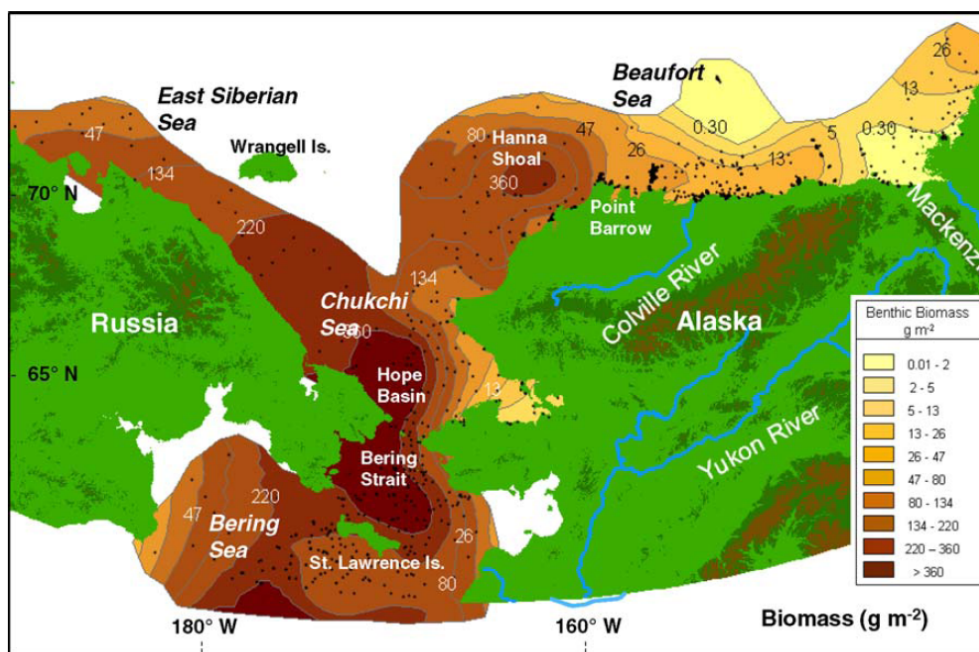 East Siberian
Sea
Beaufort
Sea
26
13
47
Wrangell Is.
80
Hanna
Shoal
47
0.30
5
0.30
26
13
134
360
70° N
220
Point
Barrow
Mackenz
134
Colville River
Chukchi
Sea
Russia
Alaska
360
65° N
Hope
Basin
13
Yukon River
Bering
Strait
220
47
Bering
Sea
26
St. Lawrence Is.
80
Benthic Biomass
g m-2
0.01 - 2
2 - 5
5 - 13
13 - 26
26 - 47
47 - 80
80 - 134
134 - 220
220 – 360
> 360
180° W
160° W
Biomass (g m-2)